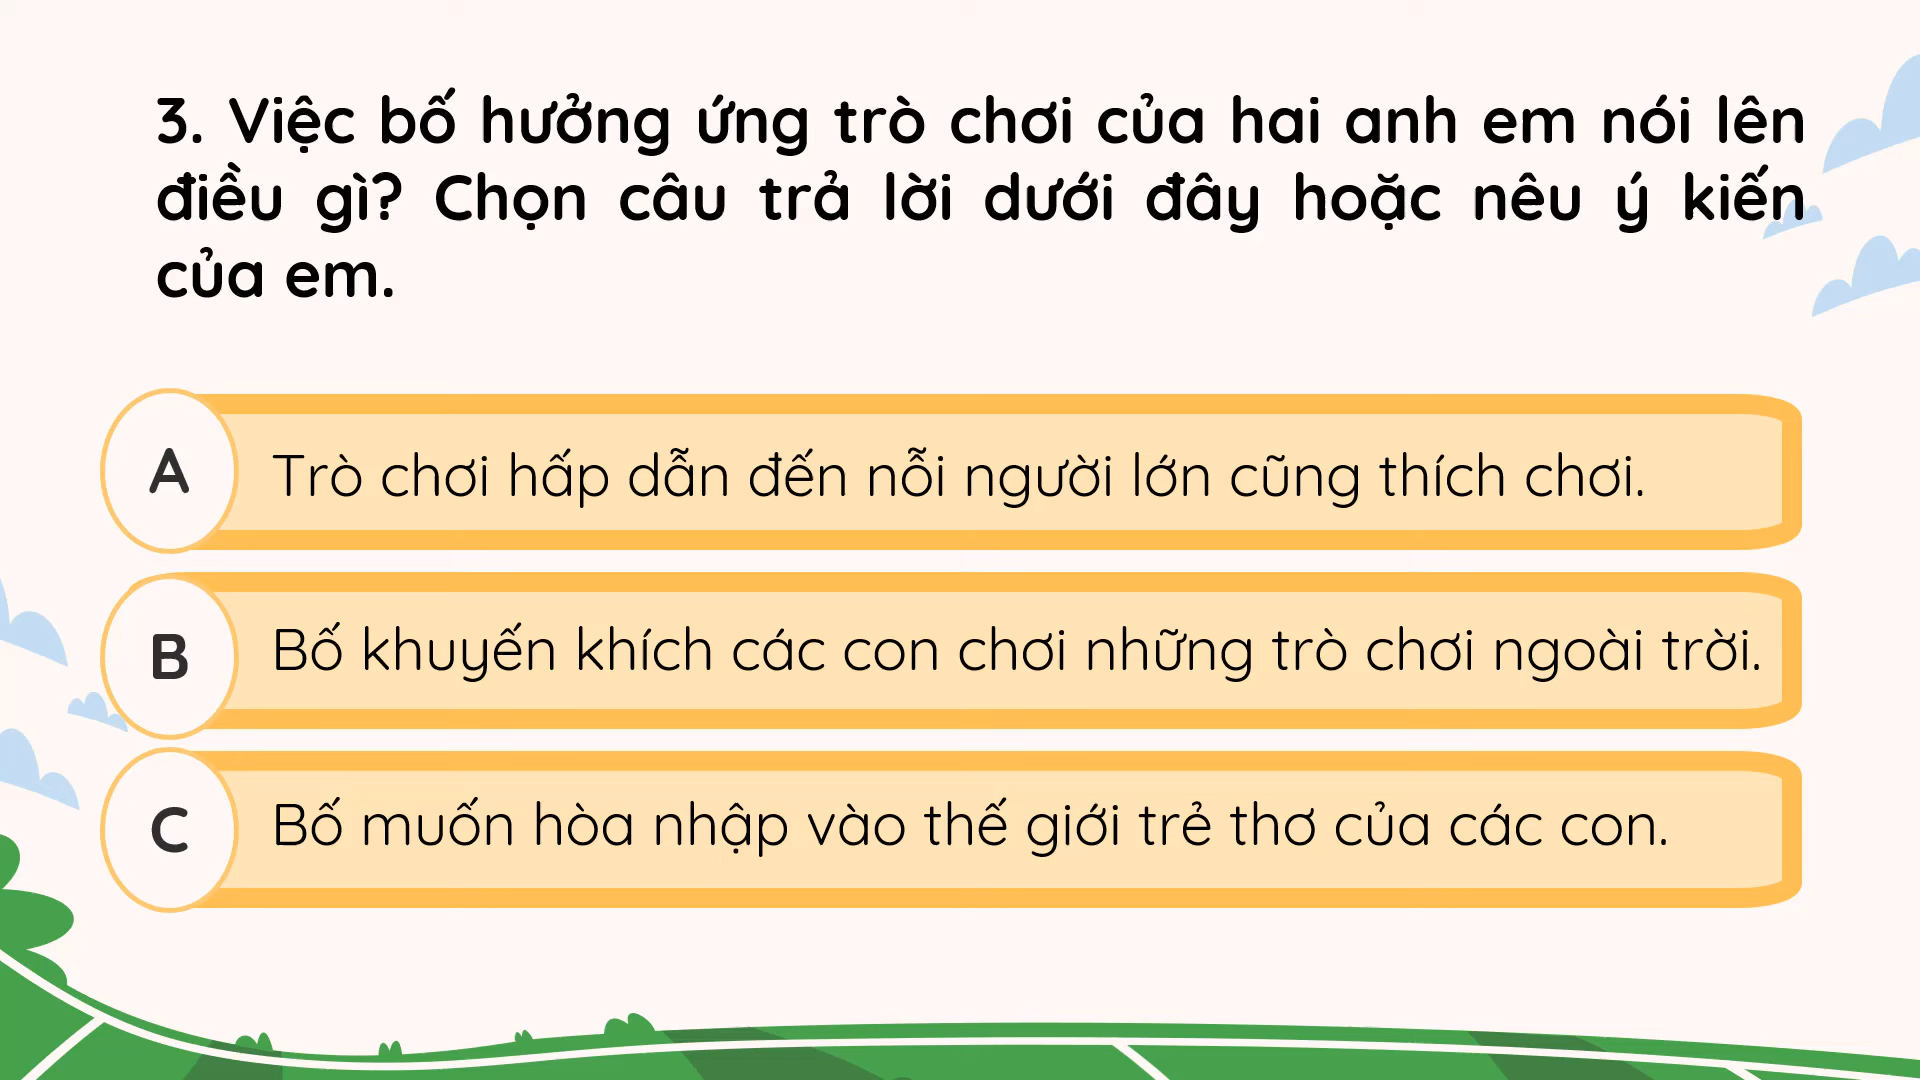 3. Việc bố hưởng ứng trò chơi của hai anh em nói lên
điều gì? Chọn câu trả lời dưới đây hoặc nêu ý kiến
của em.
A Trò chơi hấp dẫn đến nỗi người lớn cũng thích chơi.
B Bố khuyến khích các con chơi những trò chơi ngoài trời.
C Bố muốn hòa nhập vào thế giới trẻ thơ của các con.